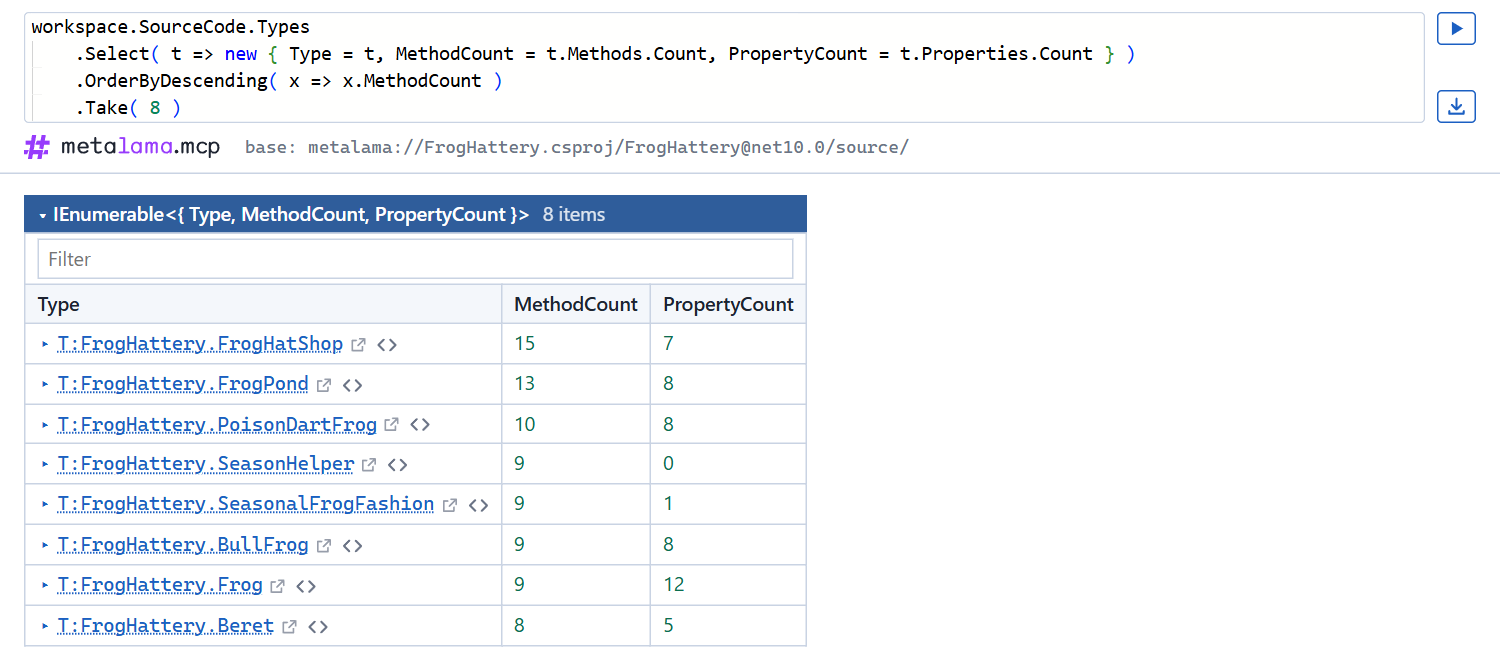 workspace.SourceCode.Types
.Select( t => new { Type = t, MethodCount = t.Methods.Count, PropertyCount = t.Properties.Count } )
.OrderByDescending( x => x.MethodCount )
.Take( 8 )
# metalama.mcp base: metalama://FrogHattery.csproj/FrogHattery@net10.0/source/
IEnumerable<{ Type, MethodCount, PropertyCount }> 8 items
Filter
Type MethodCount PropertyCount
T:FrogHattery.FrogHatShop <> 15 7
T:FrogHattery.FrogPond <> 13 8
T:FrogHattery.PoisonDartFrog <> 10 8
T:FrogHattery.SeasonHelper <> 9 0
T:FrogHattery.SeasonalFrogFashion <> 9 1
T:FrogHattery.BullFrog <> 9 8
T:FrogHattery.Frog <> 9 12
T:FrogHattery.Beret <> 8 5